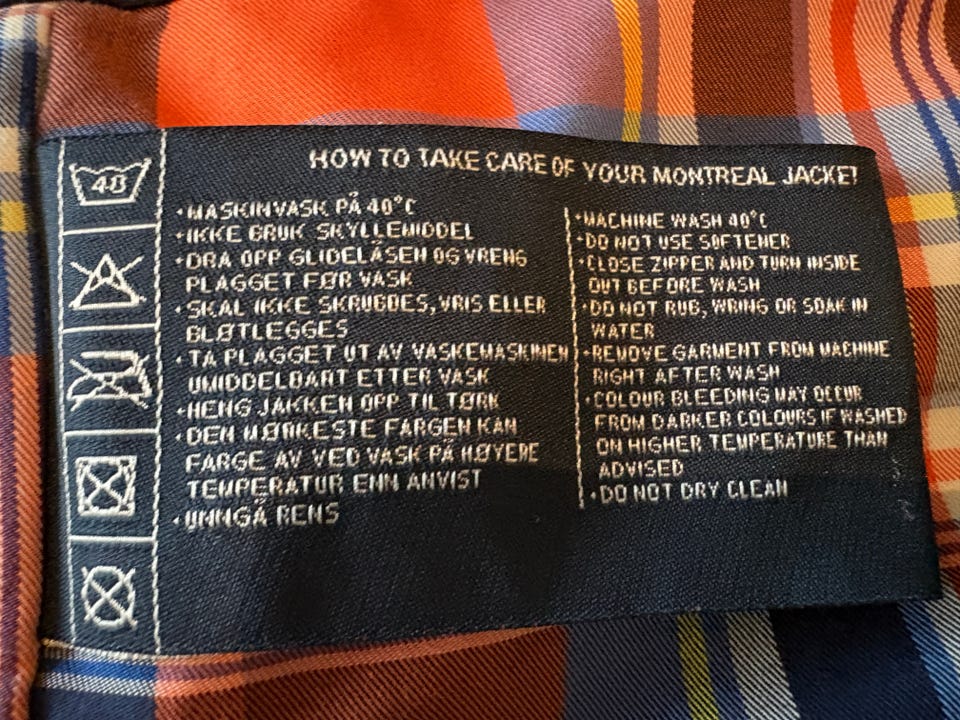 HOW TO TAKE CARE OF YOUR MONTREAL JACKET
40
• MASKINVASK PÅ 40°C
• IKKE BRUK SKYLLEMIDDEL
• DRA OPP GLIDELÅSEN OG VRENG
PLAGGET FØR VASK
• SKAL IKKE SKRUBBES, VRIS ELLER
BLØTLEGGES
• TA PLAGGET UT AV VASKEMASKINEN
UMIDDELBART ETTER VASK
• HENG JAKKEN OPP TIL TØRK
• DEN MØRKESTE FARGEN KAN
FARGE AV VED VASK PÅ HØYERE
TEMPERATUR ENN ANVIST
• UNNGÅ RENS
• MACHINE WASH 40°C
• DO NOT USE SOFTENER
• CLOSE ZIPPER AND TURN INSIDE
OUT BEFORE WASH
• DO NOT RUB, WRING OR SOAK IN
WATER
• REMOVE GARMENT FROM MACHINE
RIGHT AFTER WASH
• COLOUR BLEEDING MAY OCCUR
FROM DARKER COLOURS IF WASHED
ON HIGHER TEMPERATURE THAN
ADVISED
• DO NOT DRY CLEAN